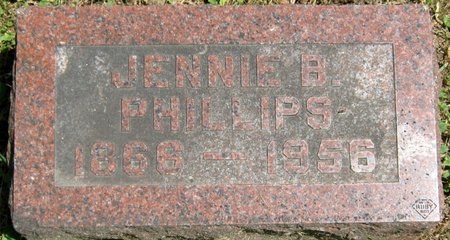 JENNIE B.
PHILLIPS
1866 — 1956